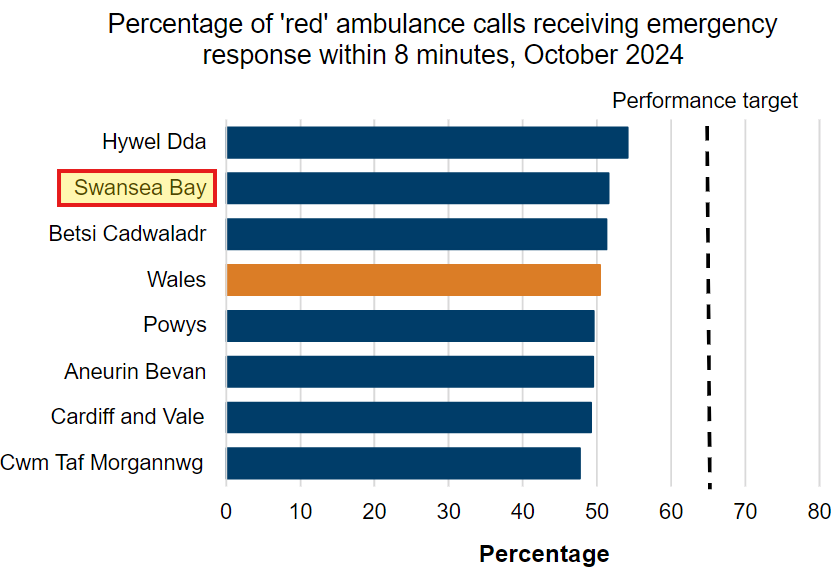 Percentage of 'red' ambulance calls receiving emergency
response within 8 minutes, October 2024
Performance target
Hywel Dda
Swansea Bay
Betsi Cadwaladr
Wales
Powys
Aneurin Bevan
Cardiff and Vale
Cwm Taf Morgannwg
0 10 20 30 40 50 60 70 80
Percentage